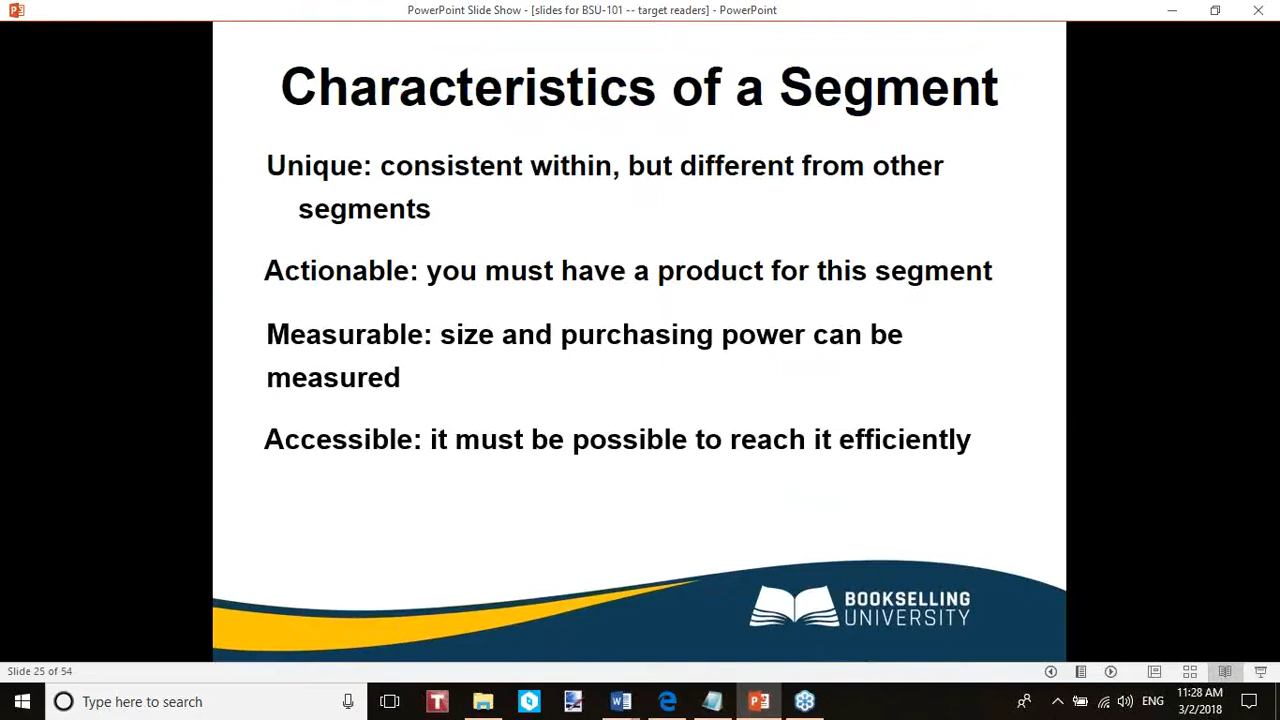 PowerPoint Slide Show - [slides for BSU-101 -- target readers] - PowerPoint
Characteristics of a Segment
Unique: consistent within, but different from other
segments
Actionable: you must have a product for this segment
Measurable: size and purchasing power can be
measured
Accessible: it must be possible to reach it efficiently
BOOKSELLING
UNIVERSITY
Slide 25 of 54
Type here to search
ENG
11:28 AM
3/2/2018